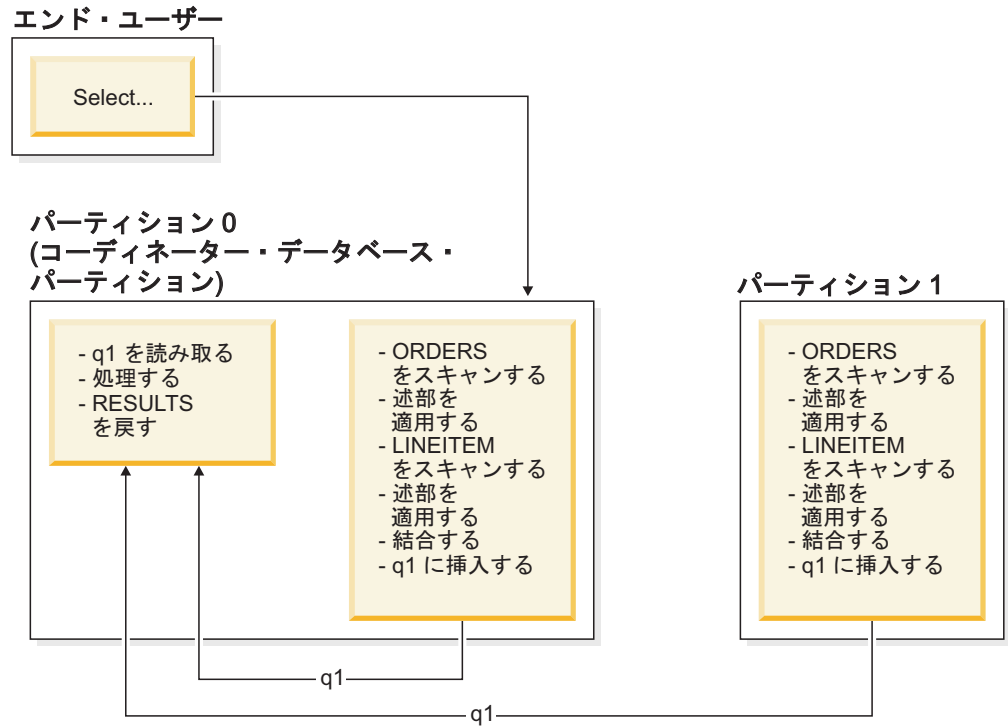 エンド・ユーザー
Select...
パーティション 0
(コーディネーター・データベース・
パーティション)
- q1 を読み取る
- 処理する
- RESULTS
を戻す
- ORDERS
をスキャンする
- 述部を
適用する
- LINEITEM
をスキャンする
- 述部を
適用する
- 結合する
- q1 に挿入する
パーティション 1
- ORDERS
をスキャンする
- 述部を
適用する
- LINEITEM
をスキャンする
- 述部を
適用する
- 結合する
- q1 に挿入する
q1
q1